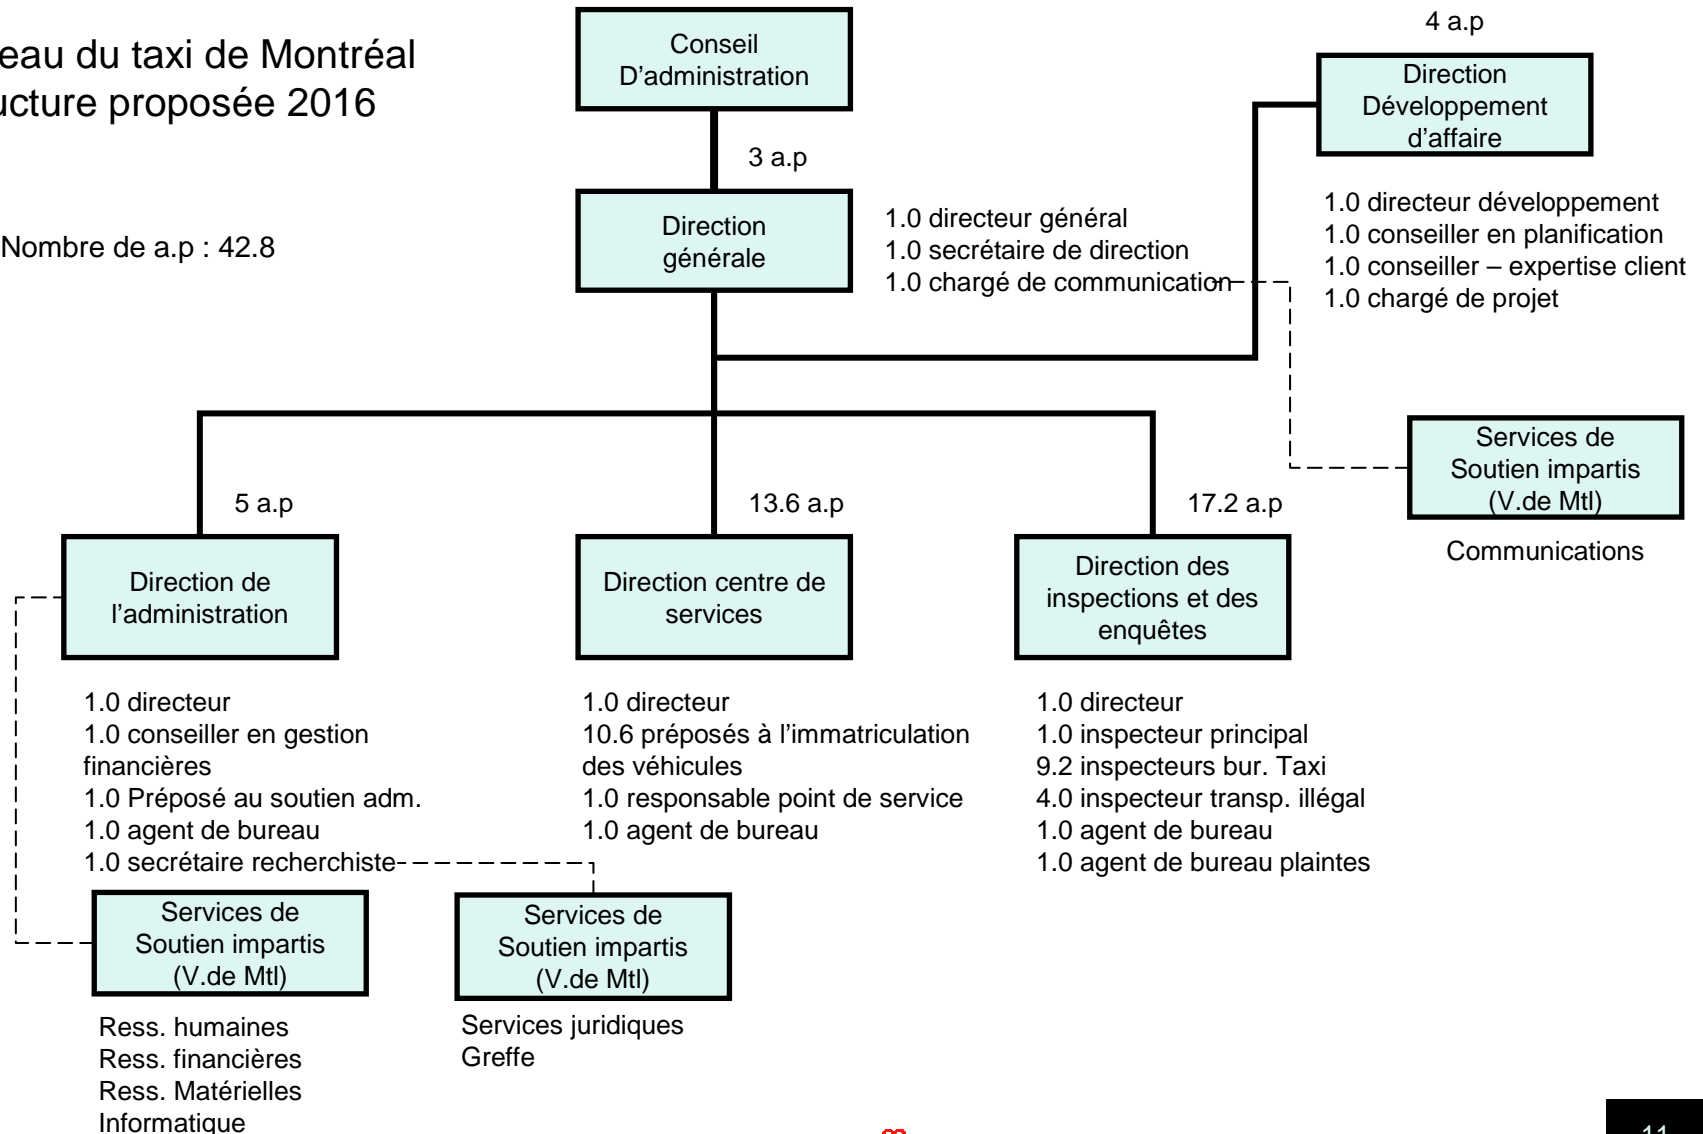 eau du taxi de Montréal
ucture proposée 2016
Nombre de a.p : 42.8
Conseil
D'administration
3 a.p
Direction
générale
1.0 directeur général
1.0 secrétaire de direction
1.0 chargé de communication
4 a.p
Direction
Développement
d'affaire
1.0 directeur développement
1.0 conseiller en planification
1.0 conseiller – expertise client
1.0 chargé de projet
Services de
Soutien impartis
(V.de Mtl)
Communications
5 a.p
Direction de
l'administration
1.0 directeur
1.0 conseiller en gestion
financières
1.0 Préposé au soutien adm.
1.0 agent de bureau
1.0 secrétaire recherchiste
13.6 a.p
Direction centre de
services
1.0 directeur
10.6 préposés à l'immatriculation
des véhicules
1.0 responsable point de service
1.0 agent de bureau
17.2 a.p
Direction des
inspections et des
enquêtes
1.0 directeur
1.0 inspecteur principal
9.2 inspecteurs bur. Taxi
4.0 inspecteur transp. illégal
1.0 agent de bureau
1.0 agent de bureau plaintes
Services de
Soutien impartis
(V.de Mtl)
Ress. humaines
Ress. financières
Ress. Matérielles
Informatique
Services de
Soutien impartis
(V.de Mtl)
Services juridiques
Greffe
11